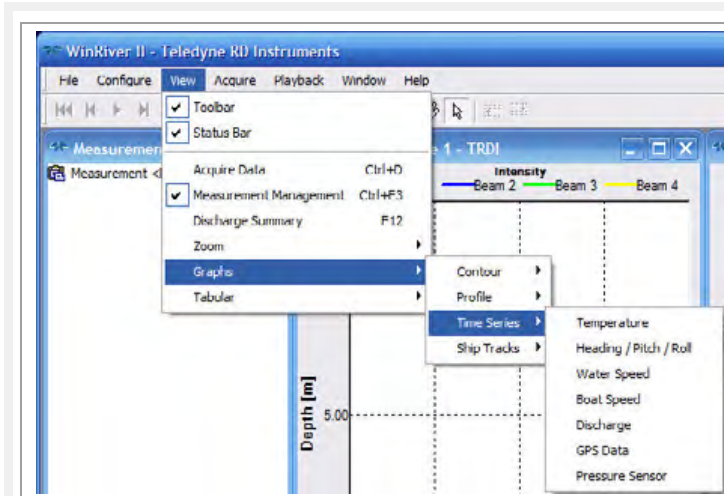 WinRiver II - Teledyne RD Instruments
File Configure View Acquire Playback Window Help
Toolbar
Status Bar
Acquire Data Ctrl+D
Measurement Management Ctrl+F3
Discharge Summary F12
Zoom
Graphs
Tabular
Measurement
1 - TRDI
Intensity
Beam 2 Beam 3 Beam 4
Contour
Profile
Time Series
Ship Tracks
Temperature
Heading / Pitch / Roll
Water Speed
Boat Speed
Discharge
GPS Data
Pressure Sensor
Depth [m]
5.00